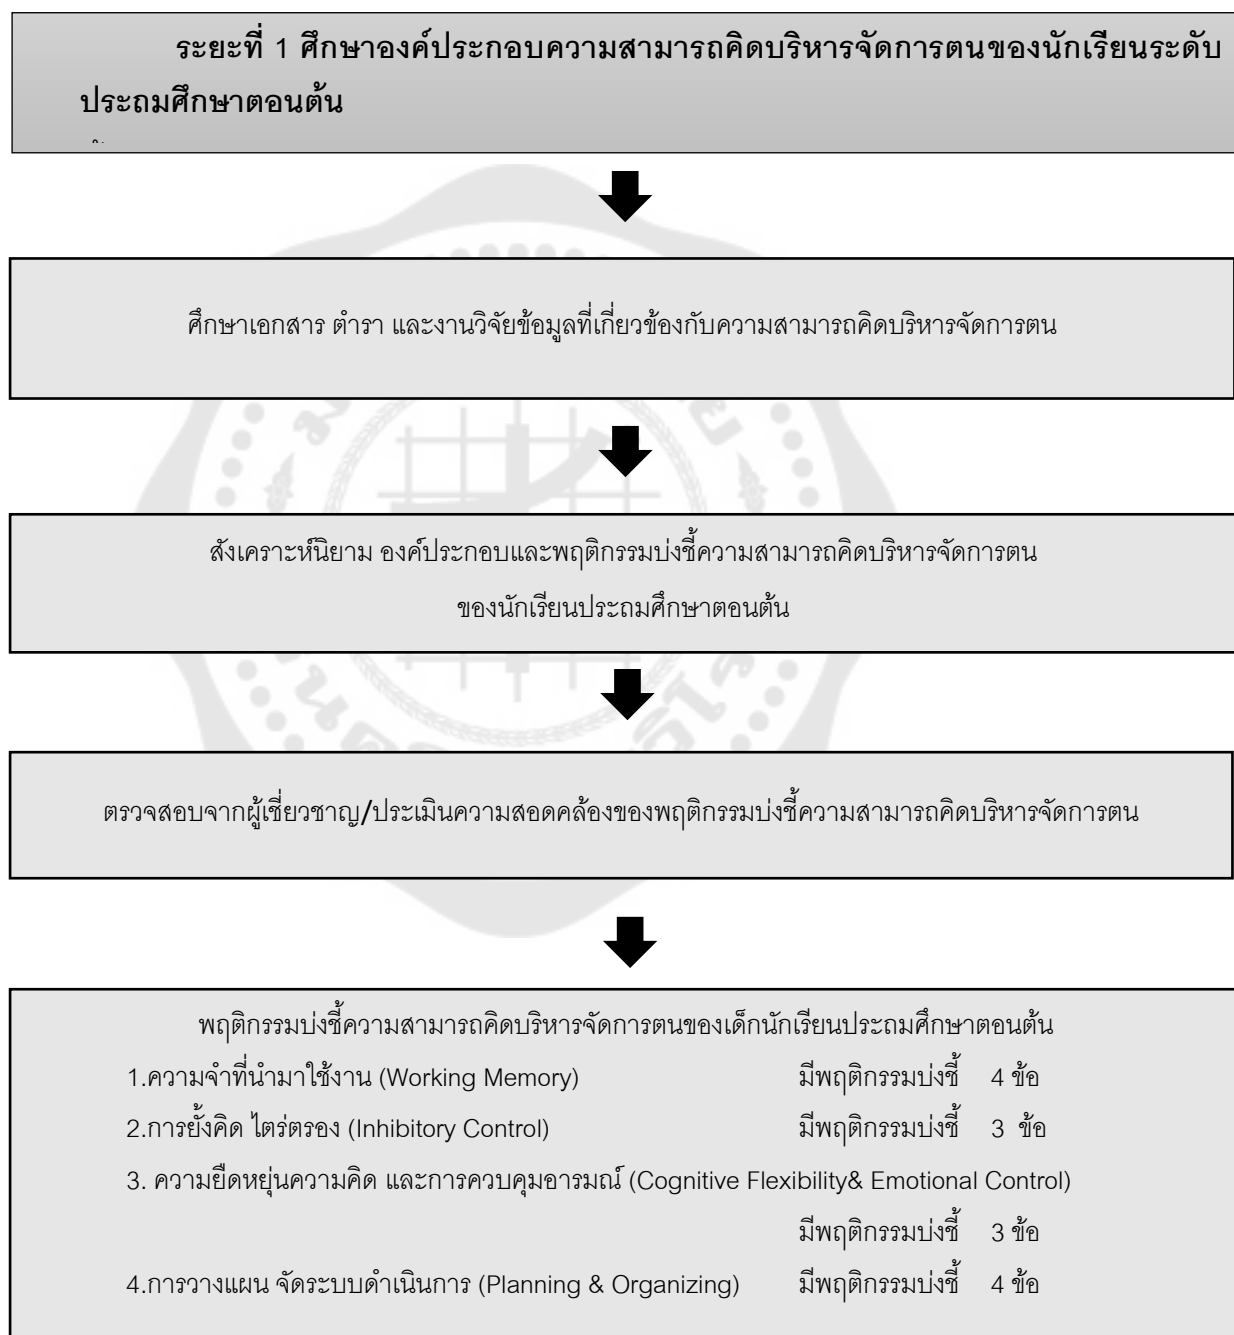 ระยะที่ 1 ศึกษาองค์ประกอบความสามารถคิดบริหารจัดการตนของนักเรียนระดับ
ประถมศึกษาตอนต้น
ศึกษาเอกสาร ตำรา และงานวิจัยข้อมูลที่เกี่ยวข้องกับความสามารถคิดบริหารจัดการตน
สังเคราะห์นิยาม องค์ประกอบและพฤติกรรมบ่งชี้ความสามารถคิดบริหารจัดการตน
ของนักเรียนประถมศึกษาตอนต้น
ตรวจสอบจากผู้เชี่ยวชาญ/ประเมินความสอดคล้องของพฤติกรรมบ่งชี้ความสามารถคิดบริหารจัดการตน
พฤติกรรมบ่งชี้ความสามารถคิดบริหารจัดการตนของเด็กนักเรียนประถมศึกษาตอนต้น
1.ความจำที่นำมาใช้งาน (Working Memory) มีพฤติกรรมบ่งชี้ 4 ข้อ
2.การยั้งคิด ไตร่ตรอง (Inhibitory Control) มีพฤติกรรมบ่งชี้ 3 ข้อ
3. ความยืดหยุ่นความคิด และการควบคุมอารมณ์ (Cognitive Flexibility& Emotional Control)
มีพฤติกรรมบ่งชี้ 3 ข้อ
4.การวางแผน จัดระบบดำเนินการ (Planning & Organizing) มีพฤติกรรมบ่งชี้ 4 ข้อ